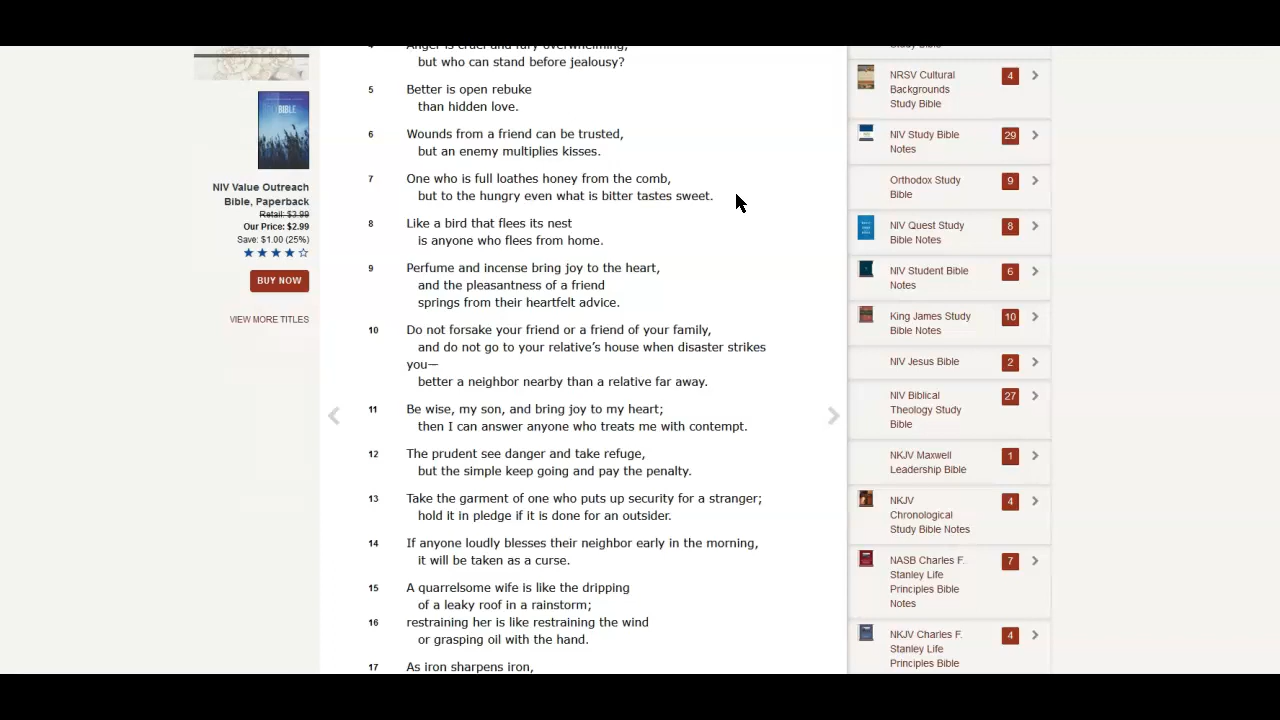 4 Anger is cruel and fury overwhelming,
but who can stand before jealousy?
5 Better is open rebuke
than hidden love.
6 Wounds from a friend can be trusted,
but an enemy multiplies kisses.
7 One who is full loathes honey from the comb,
but to the hungry even what is bitter tastes sweet.
8 Like a bird that flees its nest
is anyone who flees from home.
9 Perfume and incense bring joy to the heart,
and the pleasantness of a friend
springs from their heartfelt advice.
10 Do not forsake your friend or a friend of your family,
and do not go to your relative’s house when disaster strikes
you—
better a neighbor nearby than a relative far away.
11 Be wise, my son, and bring joy to my heart;
then I can answer anyone who treats me with contempt.
12 The prudent see danger and take refuge,
but the simple keep going and pay the penalty.
13 Take the garment of one who puts up security for a stranger;
hold it in pledge if it is done for an outsider.
14 If anyone loudly blesses their neighbor early in the morning,
it will be taken as a curse.
15 A quarrelsome wife is like the dripping
of a leaky roof in a rainstorm;
16 restraining her is like restraining the wind
or grasping oil with the hand.
17 As iron sharpens iron,
BIBLE
NIV Value Outreach
Bible, Paperback
Retail: $3.99
Our Price: $2.99
Save: $1.00 (25%)
BUY NOW
VIEW MORE TITLES
Study Bible
NRSV Cultural 4
Backgrounds
Study Bible
NIV Study Bible 29
Notes
Orthodox Study 9
Bible
NIV Quest Study 8
Bible Notes
NIV Student Bible 6
Notes
King James Study 10
Bible Notes
NIV Jesus Bible 2
NIV Biblical 27
Theology Study
Bible
NKJV Maxwell 1
Leadership Bible
NKJV 4
Chronological
Study Bible Notes
NASB Charles F. 7
Stanley Life
Principles Bible
Notes
NKJV Charles F. 4
Stanley Life
Principles Bible